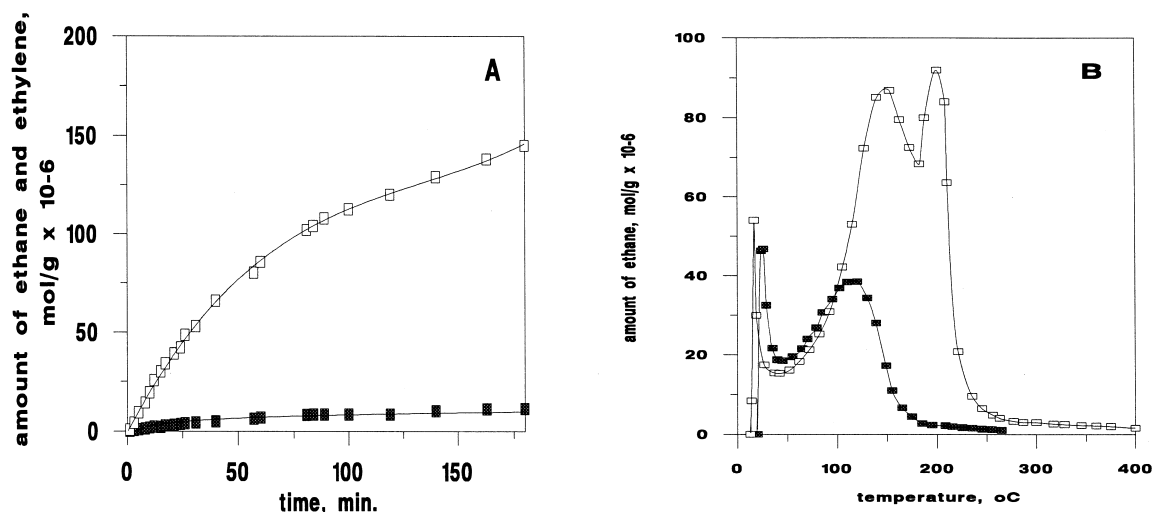 amount of ethane and ethylene,
mol/g x 10-6
200
150
100
50
0
A
0
50
100
150
time, min.
amount of ethane, mol/g x 10-6
100
80
60
40
20
0
B
0
100
200
300
400
temperature, oC